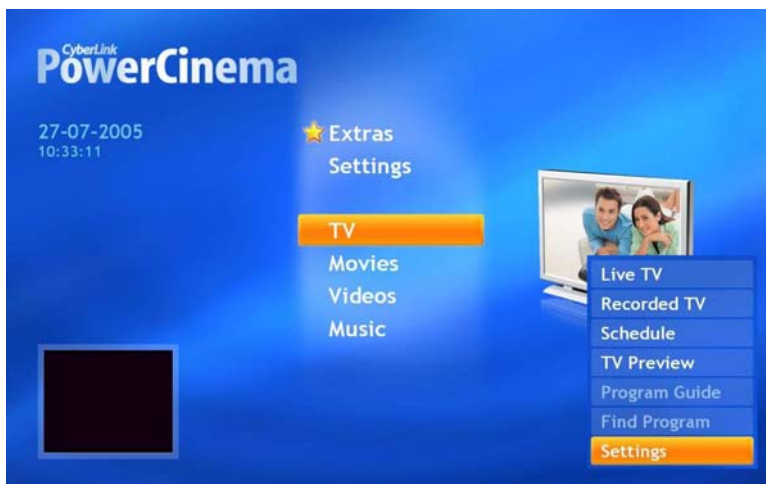 CyberLink
PowerCinema
27-07-2005
10:33:11
Extras
Settings
TV
Movies
Videos
Music
Live TV
Recorded TV
Schedule
TV Preview
Program Guide
Find Program
Settings